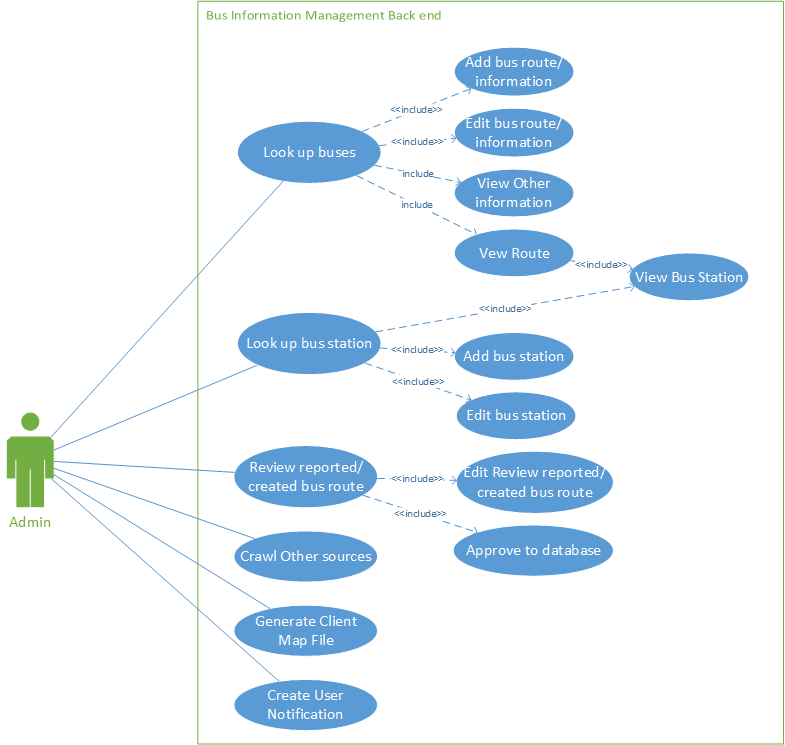 Bus Information Management Back end
Add bus route/
information
<<include>>
Edit bus route/
information
<<include>>
Look up buses
include
View Other
information
include
Vew Route
<<include>>
View Bus Station
<<include>>
Look up bus station
<<include>>
Add bus station
<<include>>
Edit bus station
Review reported/
created bus route
<<include>>
Edit Review reported/
created bus route
<<include>>
Approve to database
Admin
Crawl Other sources
Generate Client
Map File
Create User
Notification